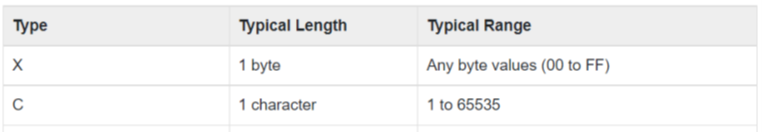 Type Typical Length Typical Range
X 1 byte Any byte values (00 to FF)
C 1 character 1 to 65535